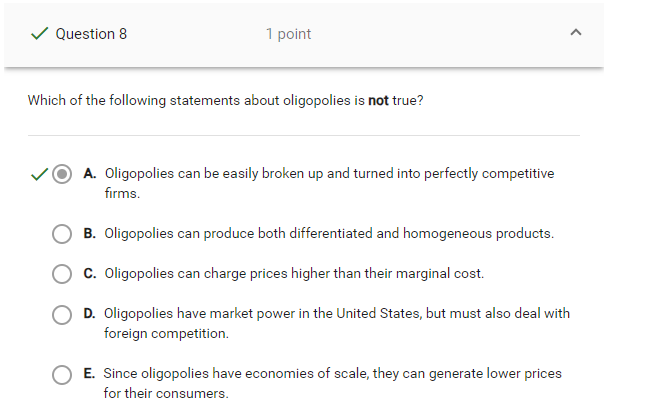 Question 8 1 point
Which of the following statements about oligopolies is not true?
A. Oligopolies can be easily broken up and turned into perfectly competitive
firms.
B. Oligopolies can produce both differentiated and homogeneous products.
C. Oligopolies can charge prices higher than their marginal cost.
D. Oligopolies have market power in the United States, but must also deal with
foreign competition.
E. Since oligopolies have economies of scale, they can generate lower prices
for their consumers.